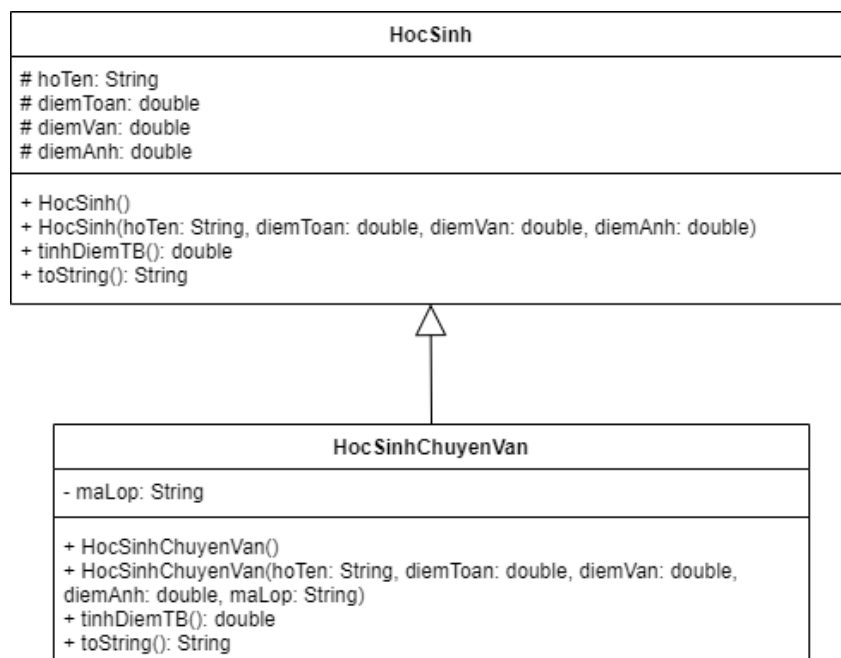 HocSinh
# hoTen: String
# diemToan: double
# diemVan: double
# diemAnh: double
+ HocSinh()
+ HocSinh(hoTen: String, diemToan: double, diemVan: double, diemAnh: double)
+ tinhDiemTB(): double
+ toString(): String
HocSinhChuyenVan
- maLop: String
+ HocSinhChuyenVan()
+ HocSinhChuyenVan(hoTen: String, diemToan: double, diemVan: double,
diemAnh: double, maLop: String)
+ tinhDiemTB(): double
+ toString(): String